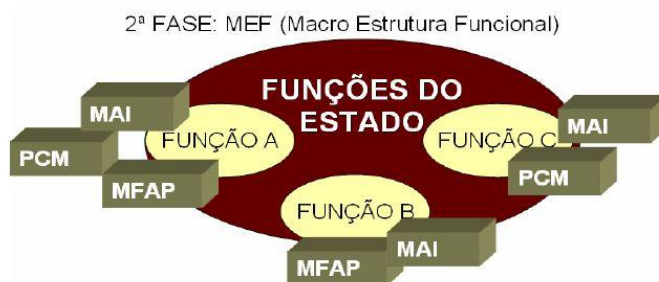 2ª FASE: MEF (Macro Estrutura Funcional)
FUNÇÕES DO
ESTADO
MAI
FUNÇÃO A
PCM
MFAP
FUNÇÃO C
MAI
PCM
FUNÇÃO B
MAI
MFAP